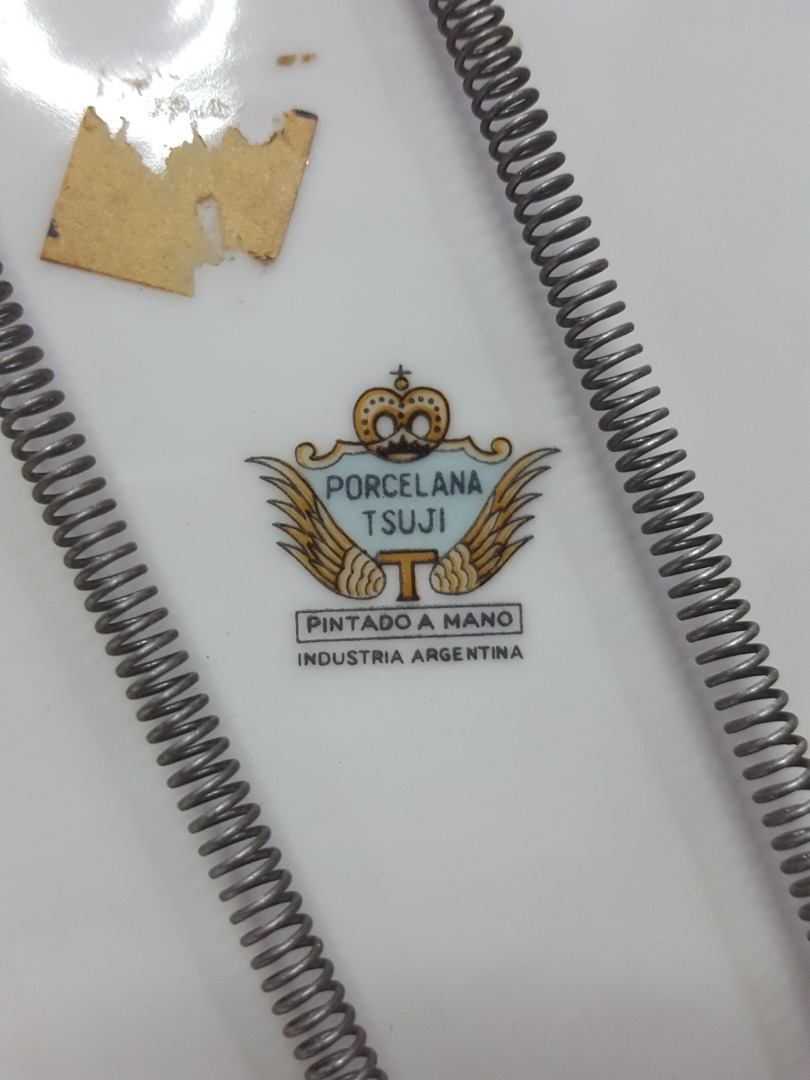 PORCELANA
TSUJI
T
PINTADO A MANO
INDUSTRIA ARGENTINA